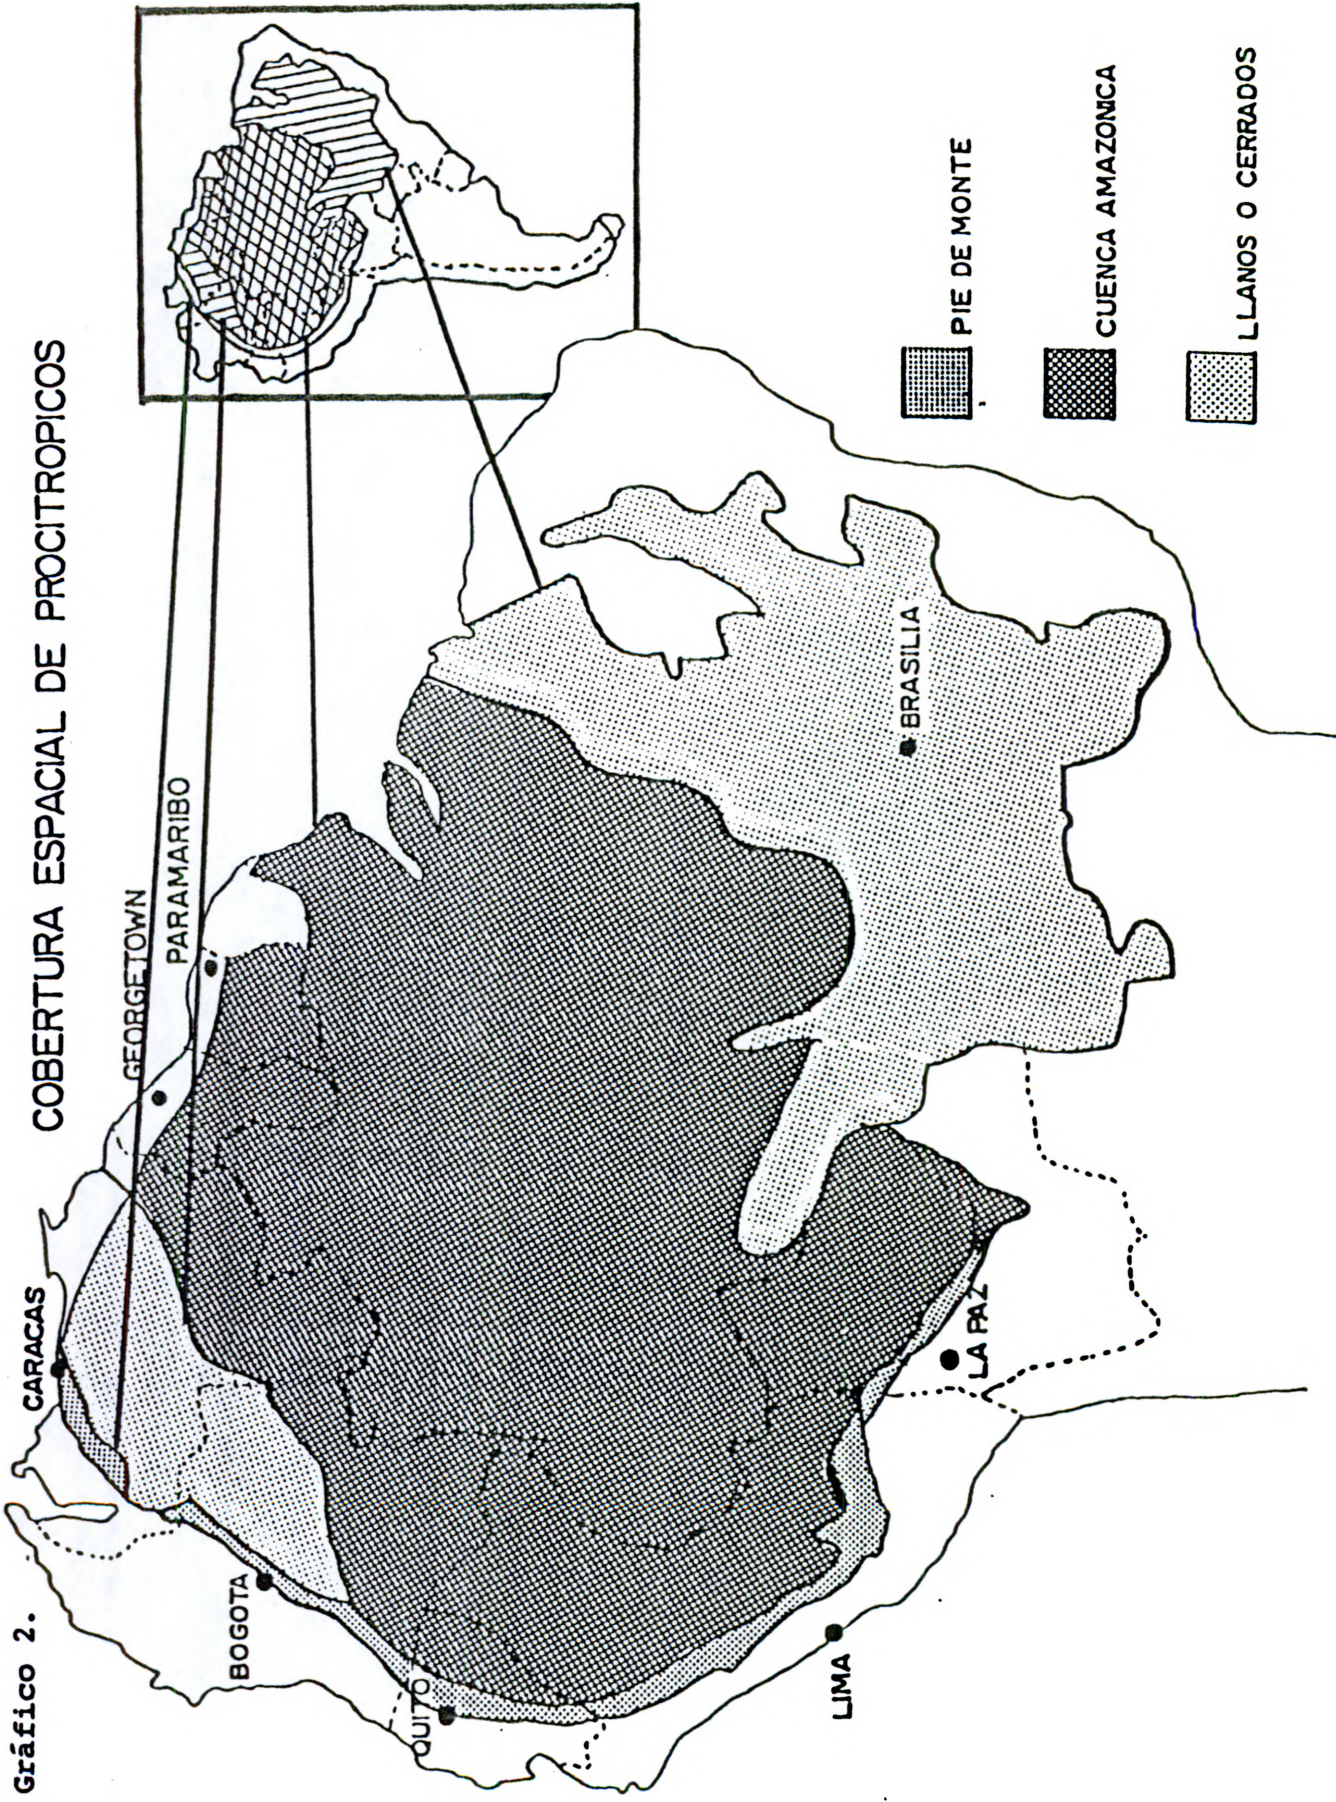 Gráfico 2.
COBERTURA ESPACIAL DE PROCITROPICOS
CARACAS
GEORGETOWN
PARAMARIBO
BOGOTA
QUITO
LIMA
LA PAZ
BRASILIA
PIE DE MONTE
CUENCA AMAZONICA
LLANOS O CERRADOS